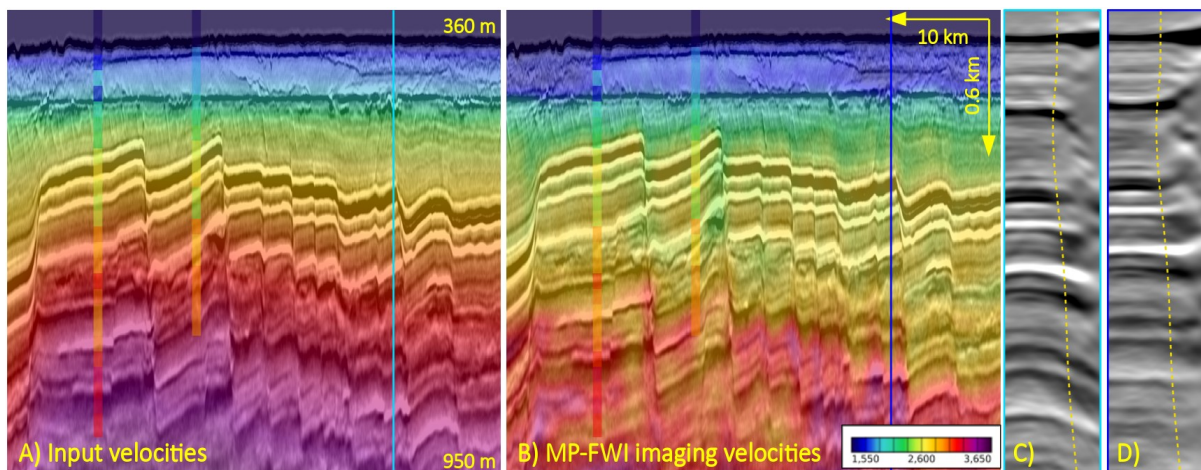 360 m
10 km
0.6 km
A) Input velocities
950 m
B) MP-FWI imaging velocities
1,550 2,600 3,650
C)
D)